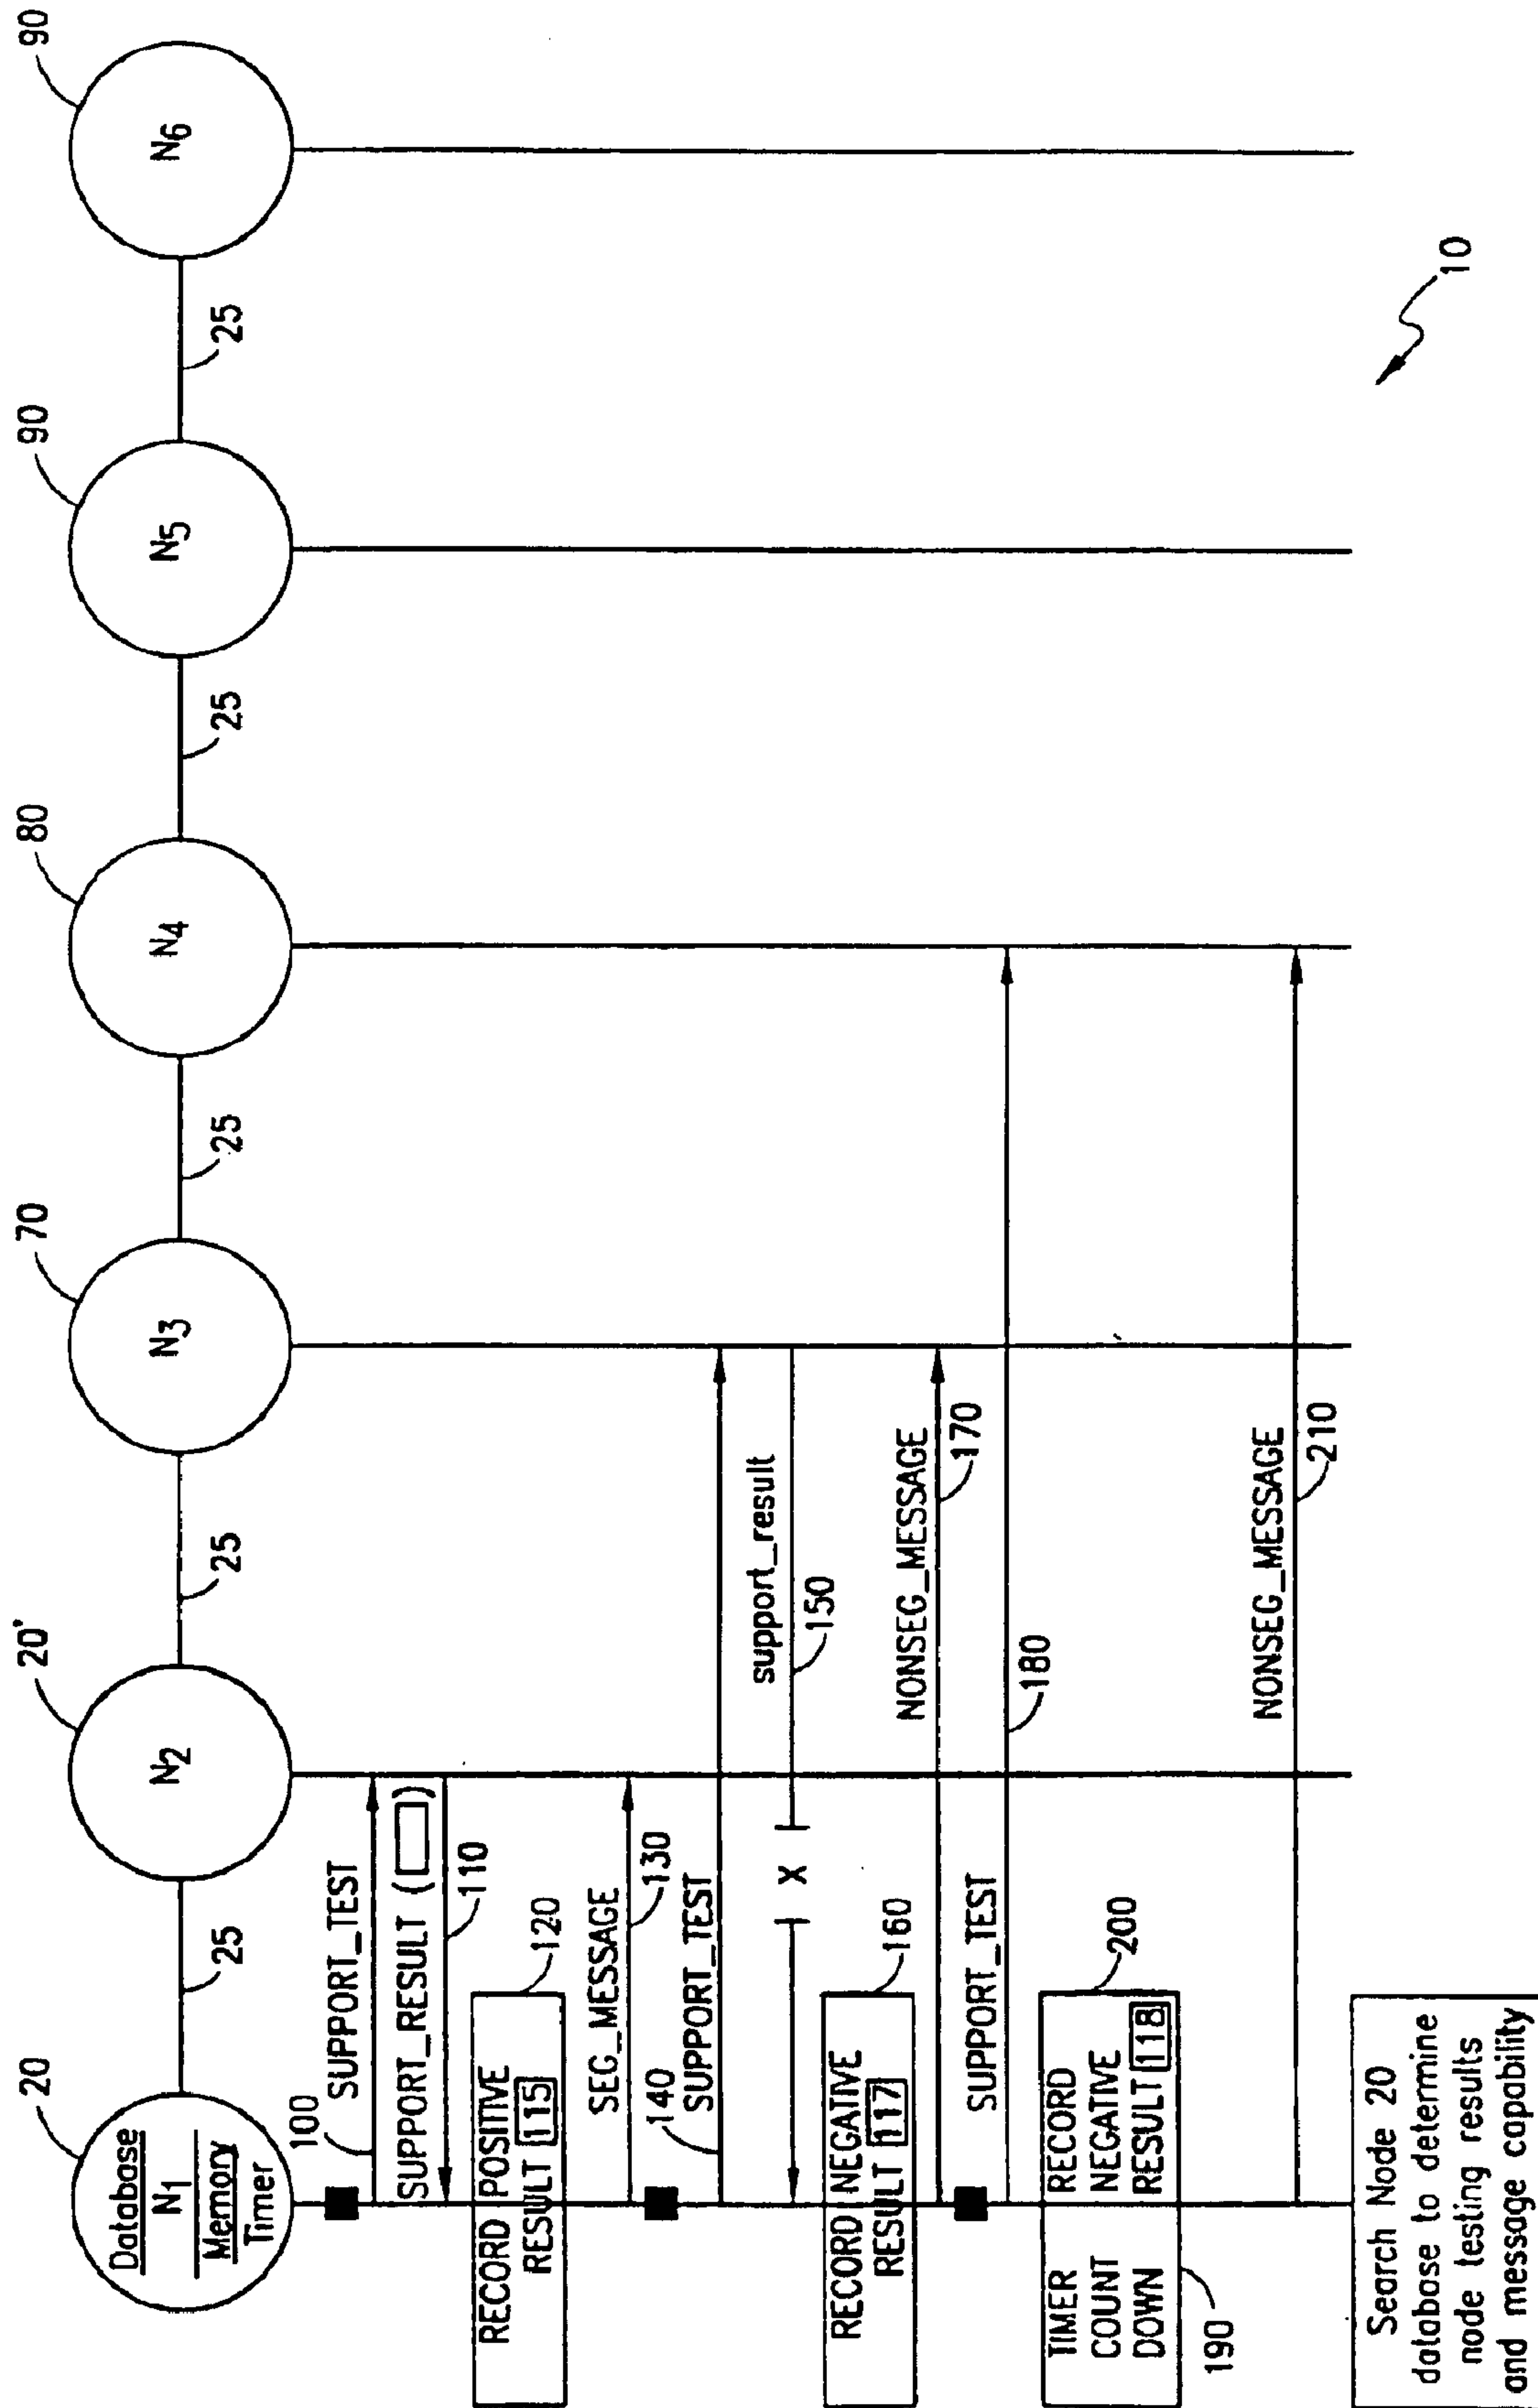 20
20'
70
80
90
90
Database
N1
Memory
Timer
N2
N3
N4
N5
N6
25
25
25
25
25
100
SUPPORT_TEST
SUPPORT_RESULT ( )
110
RECORD POSITIVE
RESULT 115
120
SEG_MESSAGE
130
140
SUPPORT_TEST
support_result
X
150
RECORD NEGATIVE
RESULT 117
160
NONSEG_MESSAGE
170
SUPPORT_TEST
180
TIMER
COUNT
DOWN
190
RECORD
NEGATIVE
RESULT 118
200
NONSEG_MESSAGE
210
Search Node 20
database to determine
node testing results
and message capability
10